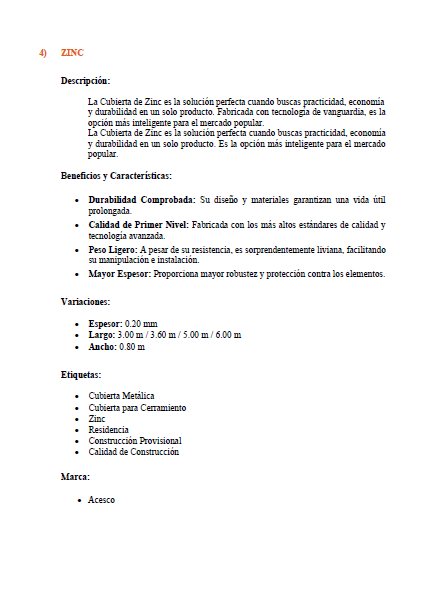 4) ZINC
Descripción:
La Cubierta de Zinc es la solución perfecta cuando buscas practicidad, economía
y durabilidad en un solo producto. Fabricada con tecnología de vanguardia, es la
opción más inteligente para el mercado popular.
La Cubierta de Zinc es la solución perfecta cuando buscas practicidad, economía
y durabilidad en un solo producto. Es la opción más inteligente para el mercado
popular.
Beneficios y Características:
• Durabilidad Comprobada: Su diseño y materiales garantizan una vida útil
prolongada.
• Calidad de Primer Nivel: Fabricada con los más altos estándares de calidad y
tecnología avanzada.
• Peso Ligero: A pesar de su resistencia, es sorprendentemente liviana, facilitando
su manipulación e instalación.
• Mayor Espesor: Proporciona mayor robustez y protección contra los elementos.
Variaciones:
• Espesor: 0.20 mm
• Largo: 3.00 m / 3.60 m / 5.00 m / 6.00 m
• Ancho: 0.80 m
Etiquetas:
• Cubierta Metálica
• Cubierta para Cerramiento
• Zinc
• Residencia
• Construcción Provisional
• Calidad de Construcción
Marca:
• Acesco